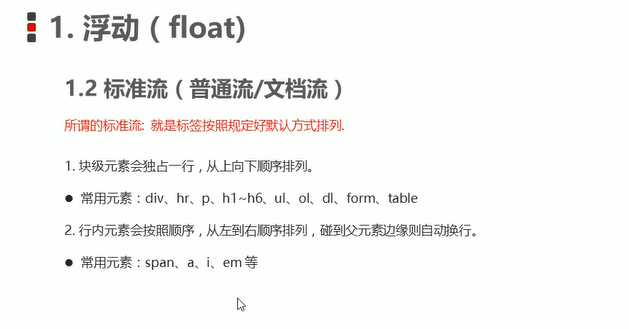 1. 浮动（float)
1.2 标准流（普通流/文档流）
所谓的标准流: 就是标签按照规定好默认方式排列.
1. 块级元素会独占一行，从上向下顺序排列。
● 常用元素：div、hr、p、h1~h6、ul、ol、dl、form、table
2. 行内元素会按照顺序，从左到右顺序排列，碰到父元素边缘则自动换行。
● 常用元素：span、a、i、em 等